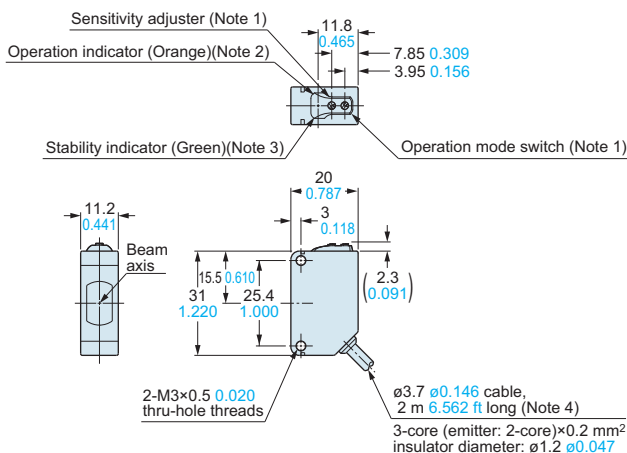 Sensitivity adjuster (Note 1)
11.8
0.465
7.85 0.309
3.95 0.156
Operation indicator (Orange)(Note 2)
Stability indicator (Green)(Note 3)
Operation mode switch (Note 1)
20
0.787
11.2
0.441
3
0.118
Beam
axis
15.5 0.610
31
1.220
25.4
1.000
(2.3
0.091)
2-M3×0.5 0.020
thru-hole threads
ø3.7 ø0.146 cable,
2 m 6.562 ft long (Note 4)
3-core (emitter: 2-core)×0.2 mm²
insulator diameter: ø1.2 ø0.047